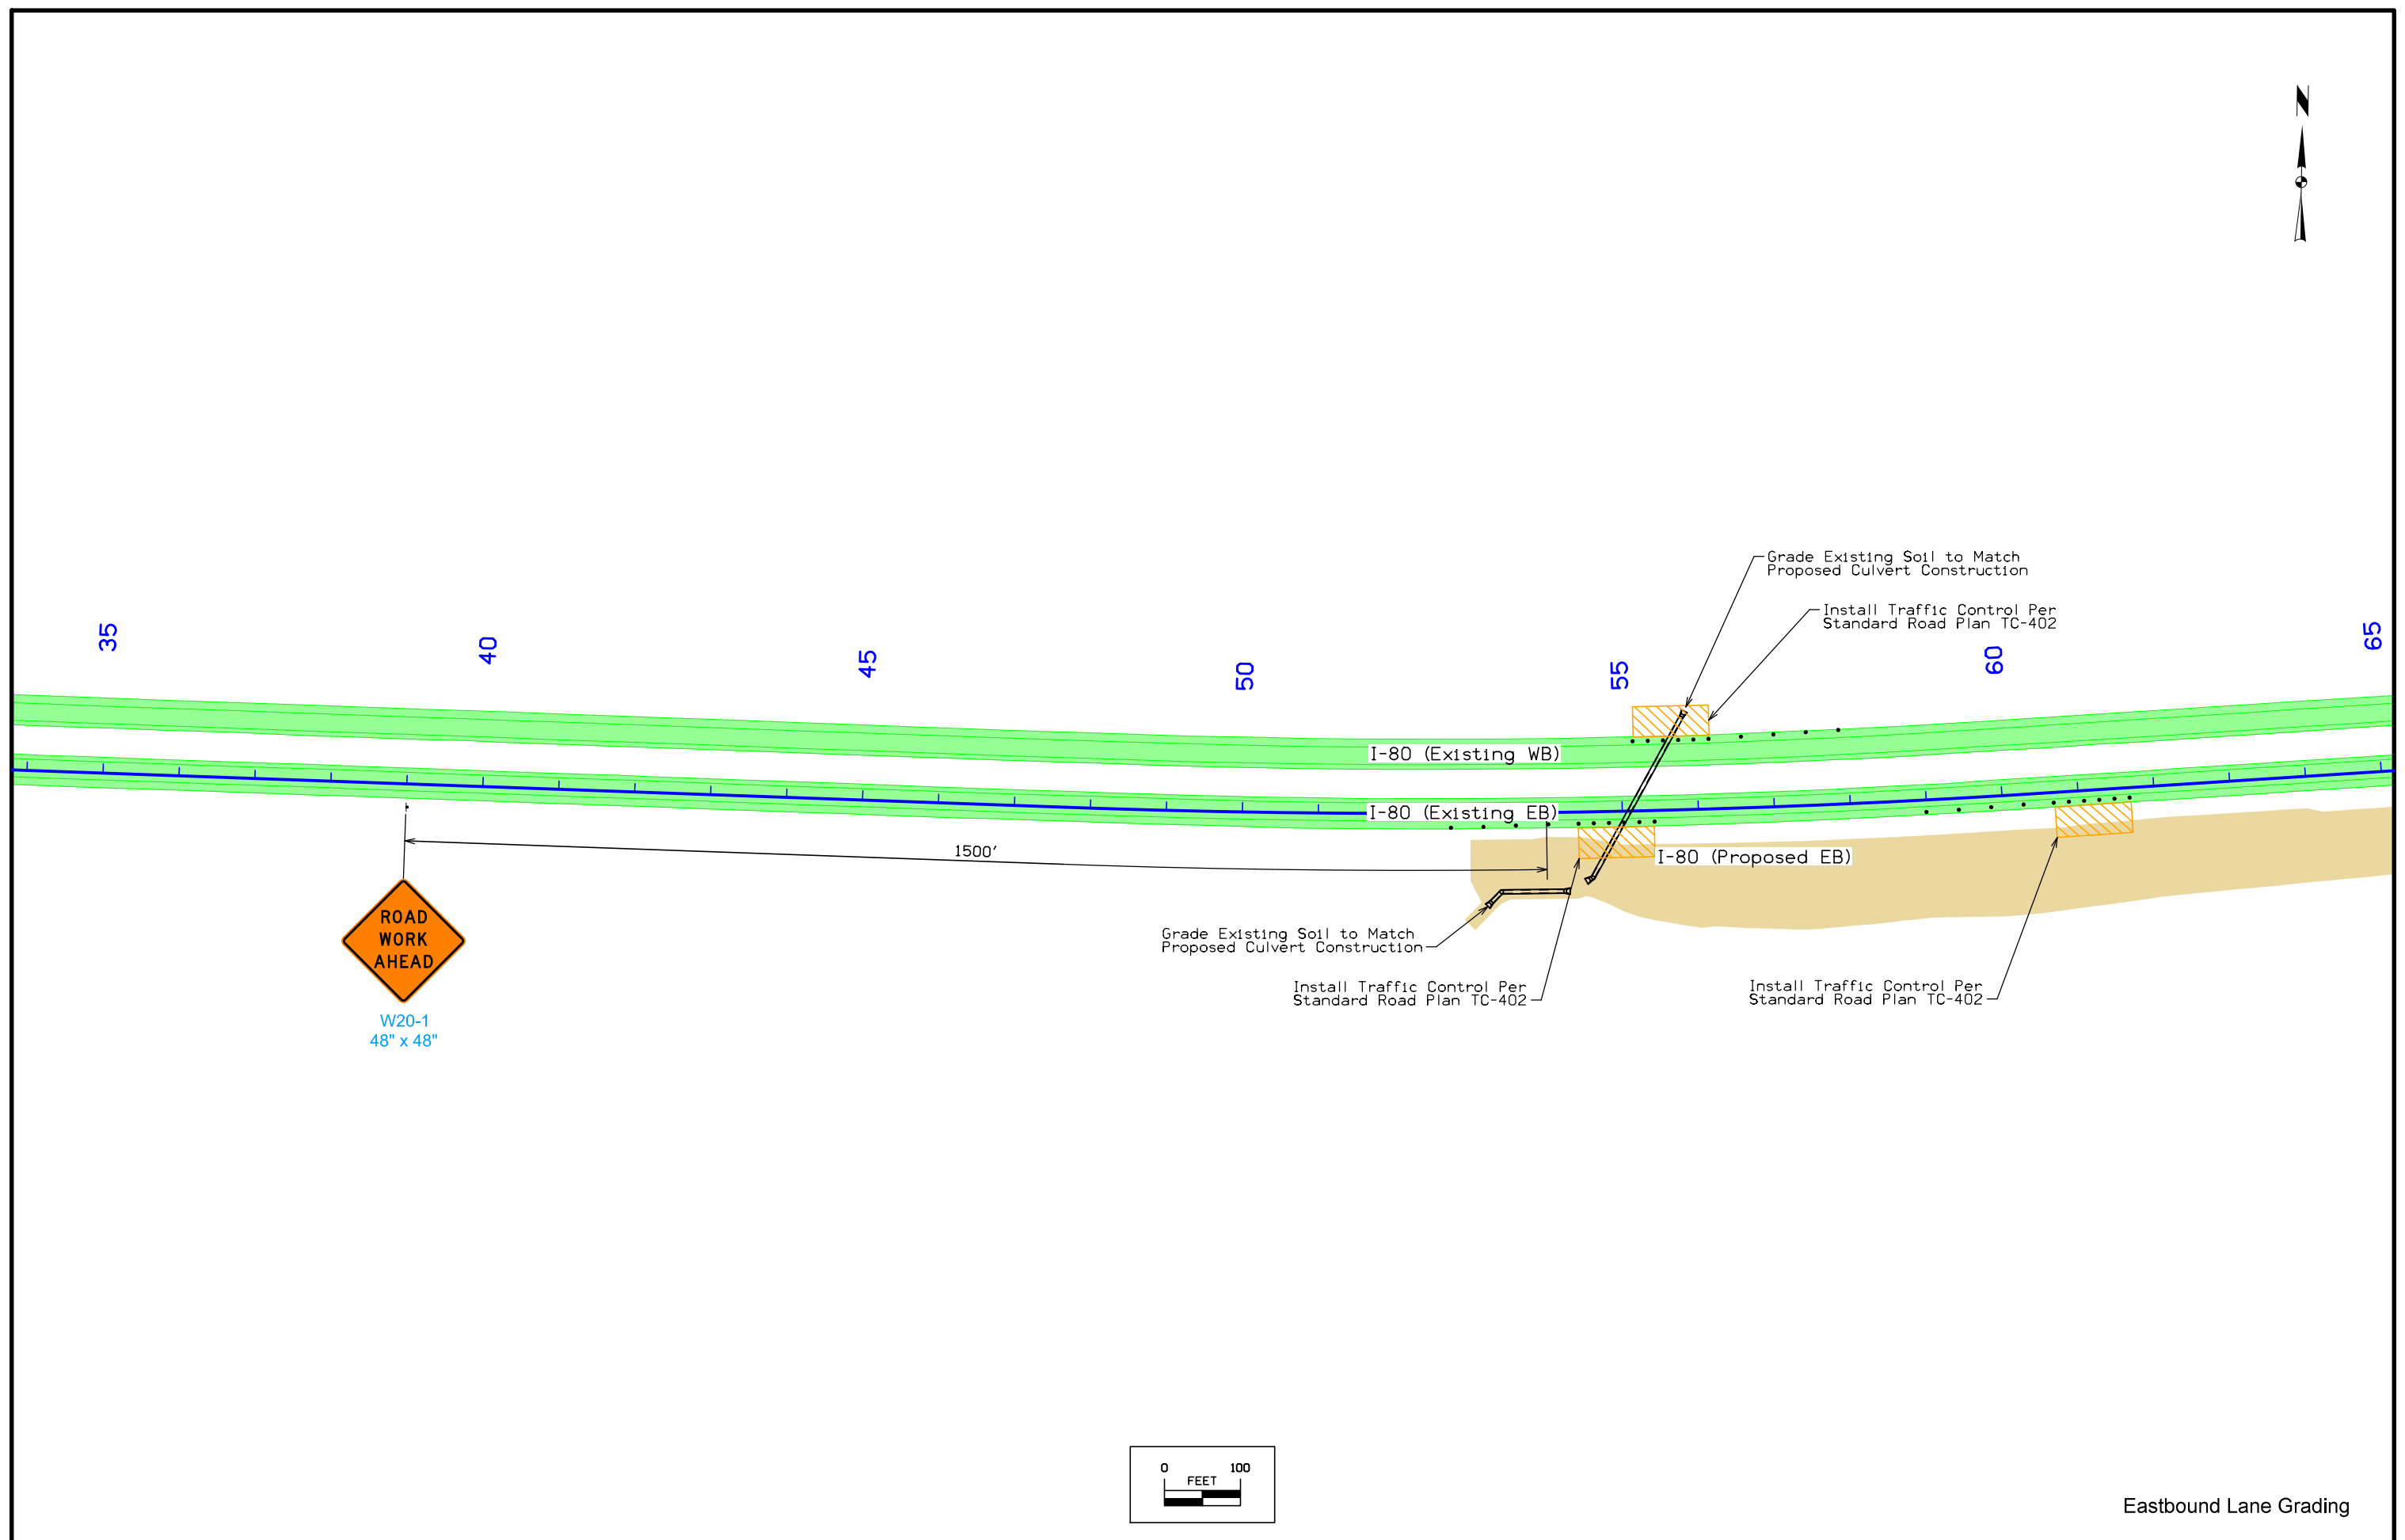 N
Grade Existing Soil to Match
Proposed Culvert Construction
Install Traffic Control Per
Standard Road Plan TC-402
35
40
45
50
55
60
65
I-80 (Existing WB)
I-80 (Existing EB)
1500'
I-80 (Proposed EB)
ROAD
WORK
AHEAD
W20-1
48" x 48"
Grade Existing Soil to Match
Proposed Culvert Construction
Install Traffic Control Per
Standard Road Plan TC-402
Install Traffic Control Per
Standard Road Plan TC-402
0 100
FEET
Eastbound Lane Grading